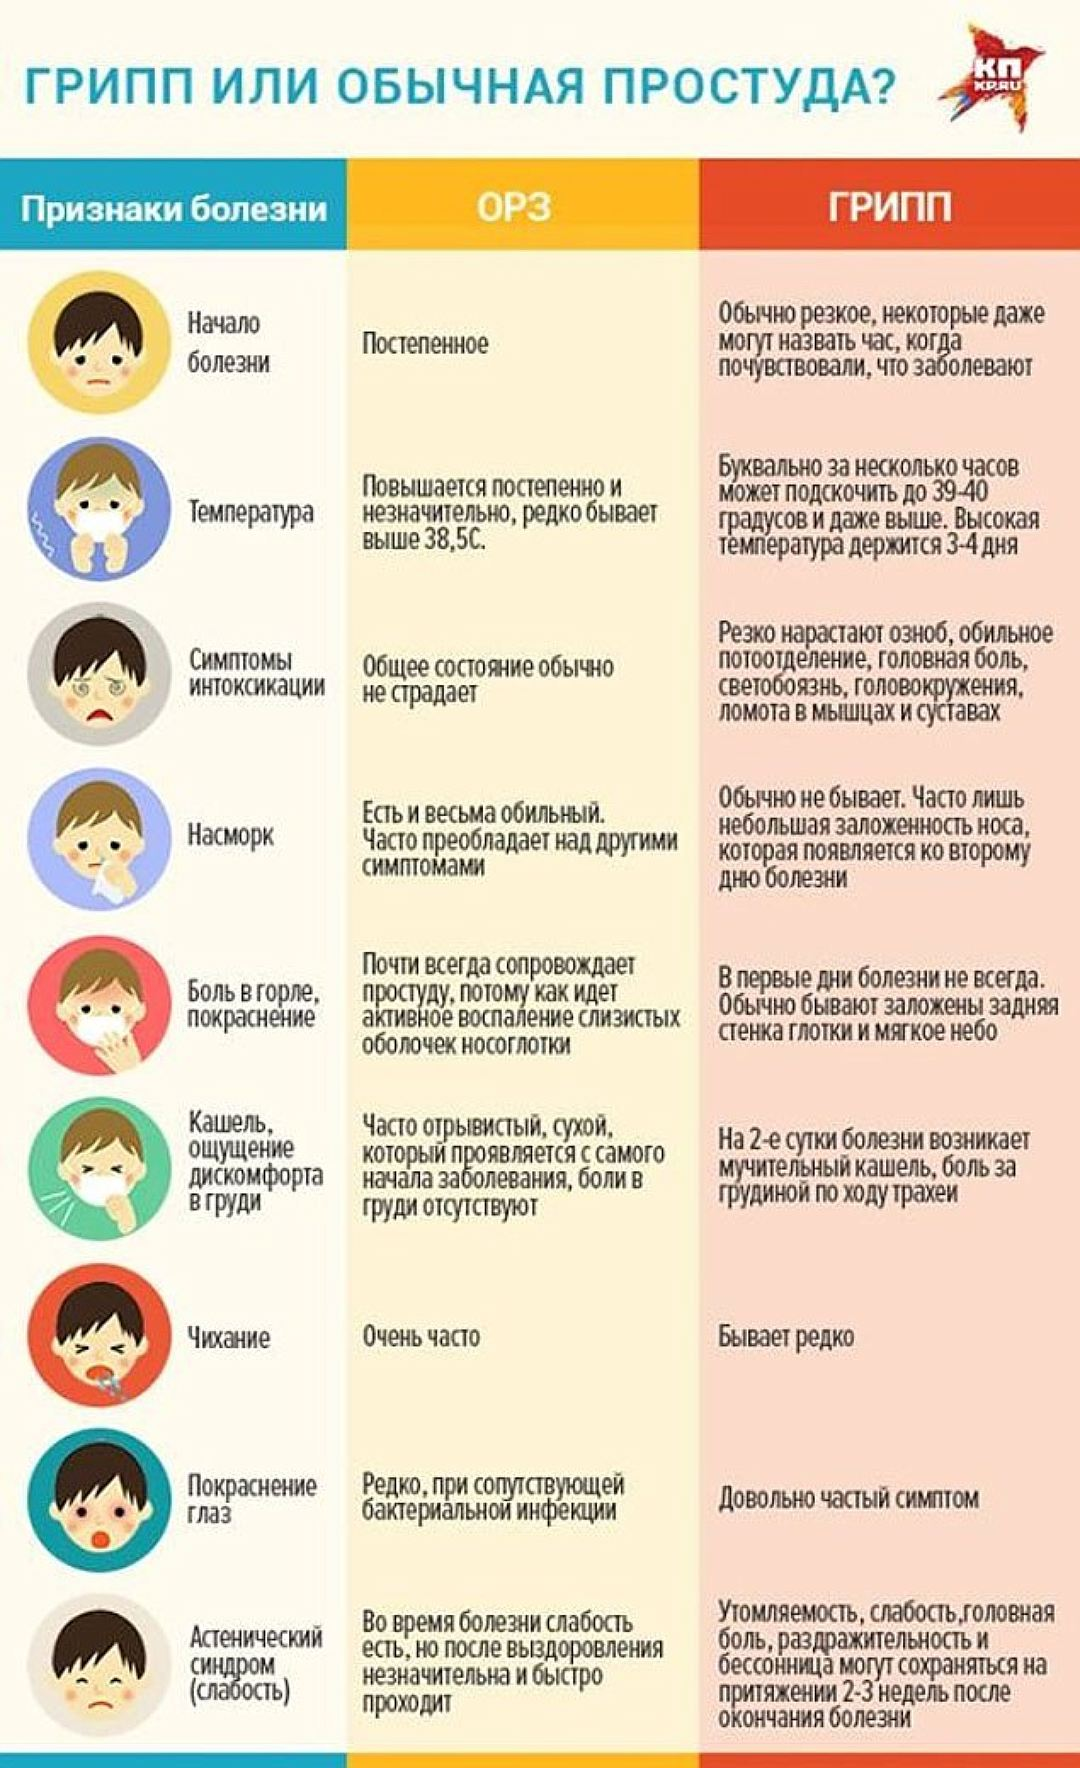 ГРИПП ИЛИ ОБЫЧНАЯ ПРОСТУДА?
КП
KP.RU
Признаки болезни
ОРЗ
ГРИПП
Начало
болезни
Постепенное
Обычно резкое, некоторые даже
могут назвать час, когда
почувствовали, что заболевают
Температура
Повышается постепенно и
незначительно, редко бывает
выше 38,5С.
Буквально за несколько часов
может подскочить до 39-40
градусов и даже выше. Высокая
температура держится 3-4 дня
Симптомы
интоксикации
Общее состояние обычно
не страдает
Резко нарастают озноб, обильное
потоотделение, головная боль,
светобоязнь, головокружения,
ломота в мышцах и суставах
Насморк
Есть и весьма обильный.
Часто преобладает над другими
симптомами
Обычно не бывает. Часто лишь
небольшая заложенность носа,
которая появляется ко второму
дню болезни
Боль в горле,
покраснение
Почти всегда сопровождает
простуду, потому как идет
активное воспаление слизистых
оболочек носоглотки
В первые дни болезни не всегда.
Обычно бывают заложены задняя
стенка глотки и мягкое небо
Кашель,
ощущение
дискомфорта
в груди
Часто отрывистый, сухой,
который проявляется с самого
начала заболевания, боли в
груди отсутствуют
На 2-е сутки болезни возникает
мучительный кашель, боль за
грудиной по ходу трахеи
Чихание
Очень часто
Бывает редко
Покраснение
глаз
Редко, при сопутствующей
бактериальной инфекции
Довольно частый симптом
Астенический
синдром
(слабость)
Во время болезни слабость
есть, но после выздоровления
незначительна и быстро
проходит
Утомляемость, слабость,головная
боль, раздражительность и
бессонница могут сохраняться на
притяжении 2-3 недель после
окончания болезни